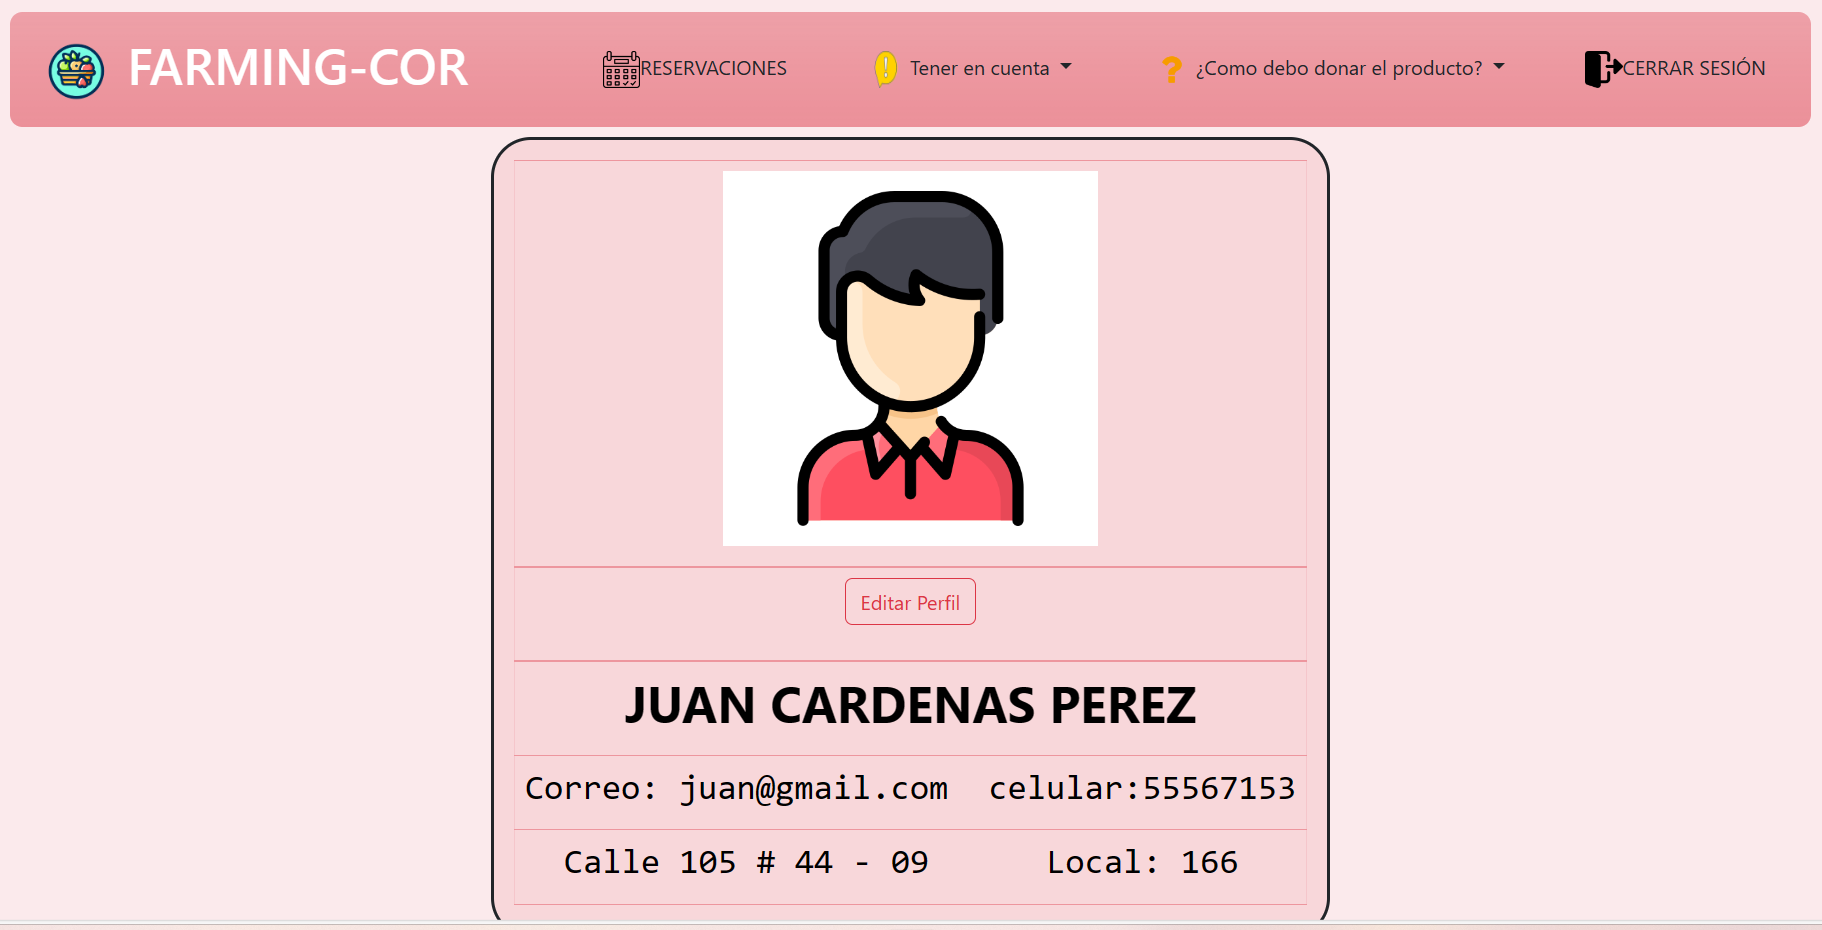 FARMING-COR
RESERVACIONES
Tener en cuenta
¿Como debo donar el producto?
CERRAR SESIÓN
Editar Perfil
JUAN CARDENAS PEREZ
Correo: juan@gmail.com celular:55567153
Calle 105 # 44 - 09 Local: 166